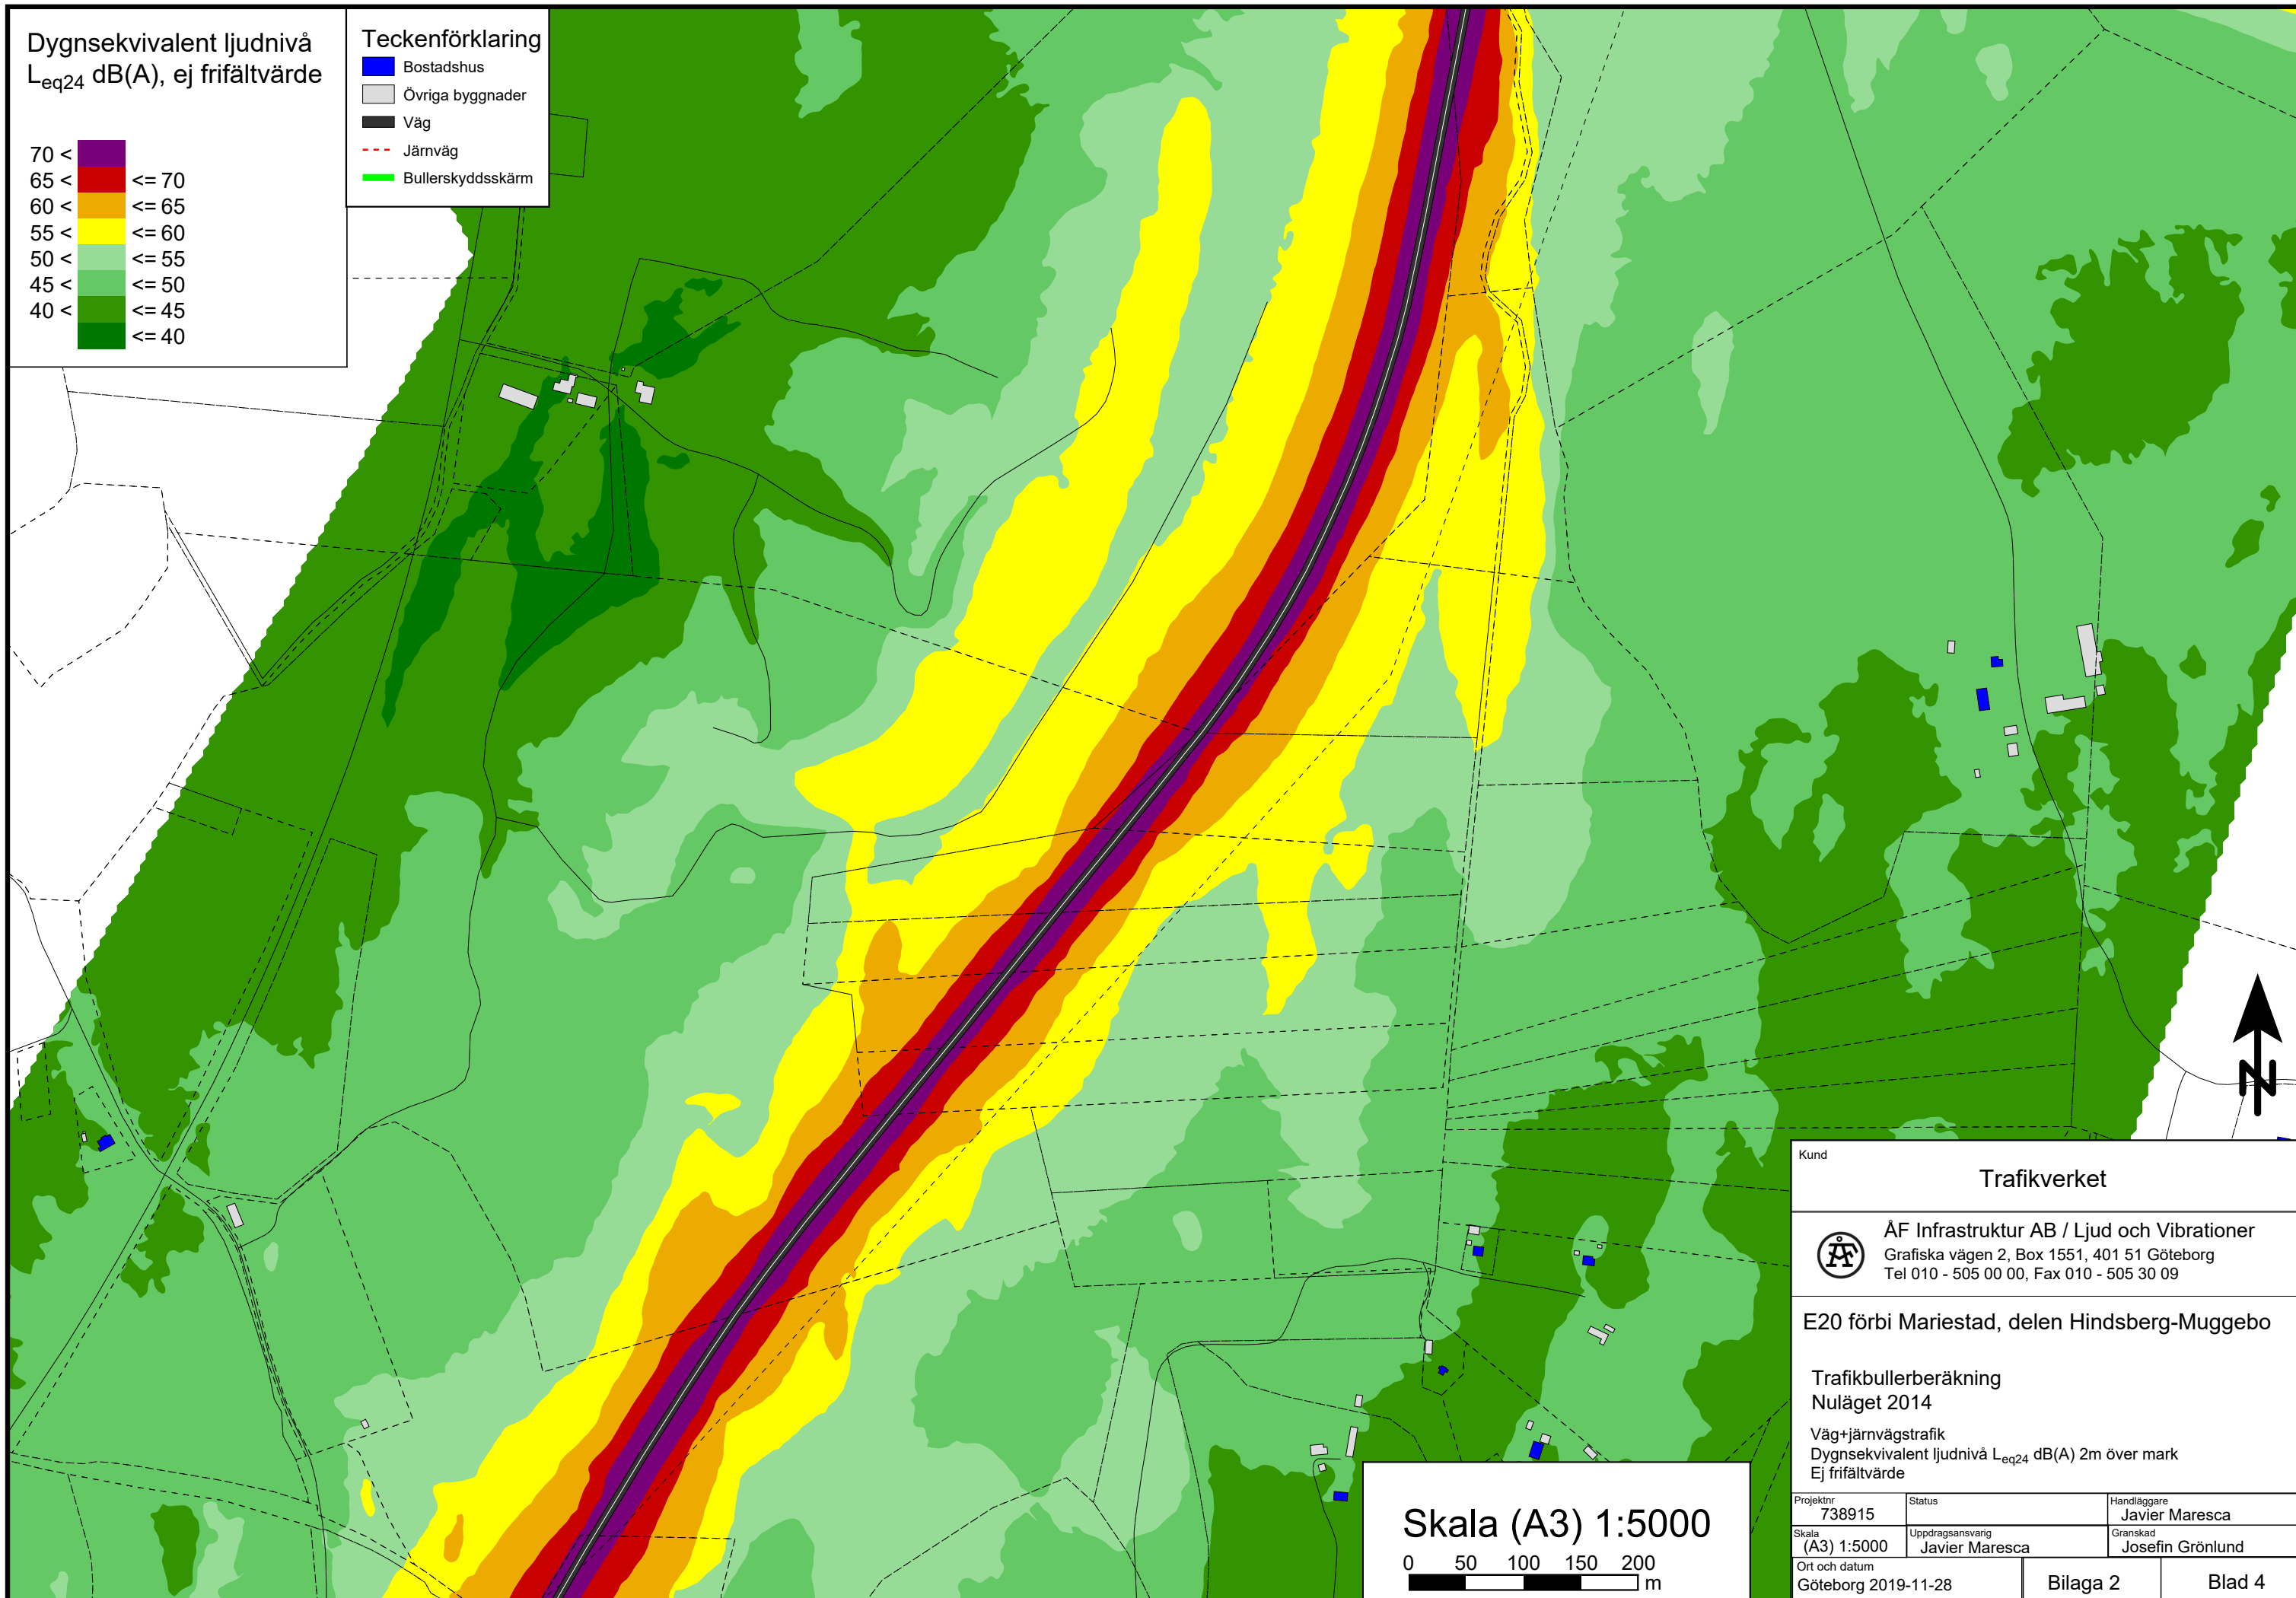 Dygnsekvivalent ljudnivå
Leq24 dB(A), ej frifältvärde
70 <
65 < <= 70
60 < <= 65
55 < <= 60
50 < <= 55
45 < <= 50
40 < <= 45
<= 40
Teckenförklaring
Bostadshus
Övriga byggnader
Väg
Järnväg
Bullerskyddsskärm
N
Skala (A3) 1:5000
0 50 100 150 200
m
Kund
Trafikverket
ÅF
ÅF Infrastruktur AB / Ljud och Vibrationer
Grafiska vägen 2, Box 1551, 401 51 Göteborg
Tel 010 - 505 00 00, Fax 010 - 505 30 09
E20 förbi Mariestad, delen Hindsberg-Muggebo
Trafikbullerberäkning
Nuläget 2014
Väg+järnvägstrafik
Dygnsekvivalent ljudnivå Leq24 dB(A) 2m över mark
Ej frifältvärde
Projektnr
738915
Status
Handläggare
Javier Maresca
Skala
(A3) 1:5000
Uppdragsansvarig
Javier Maresca
Granskad
Josefin Grönlund
Ort och datum
Göteborg 2019-11-28
Bilaga 2
Blad 4